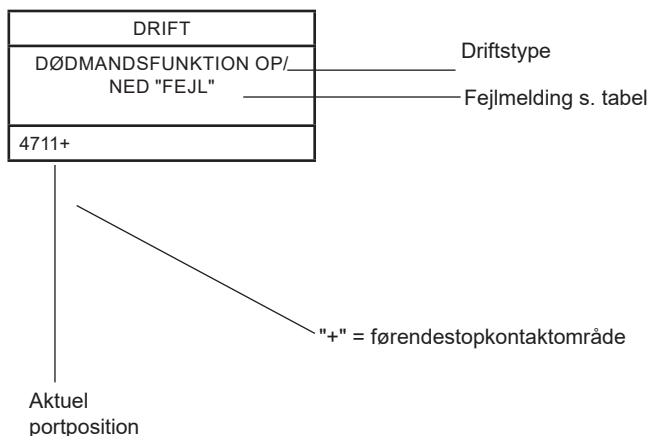 DRIFT
DØDMANDSFUNKTION OP/
NED "FEJL"
4711+
Driftstype
Fejlmelding s. tabel
"+" = førendestopkontaktområde
Aktuel
portposition